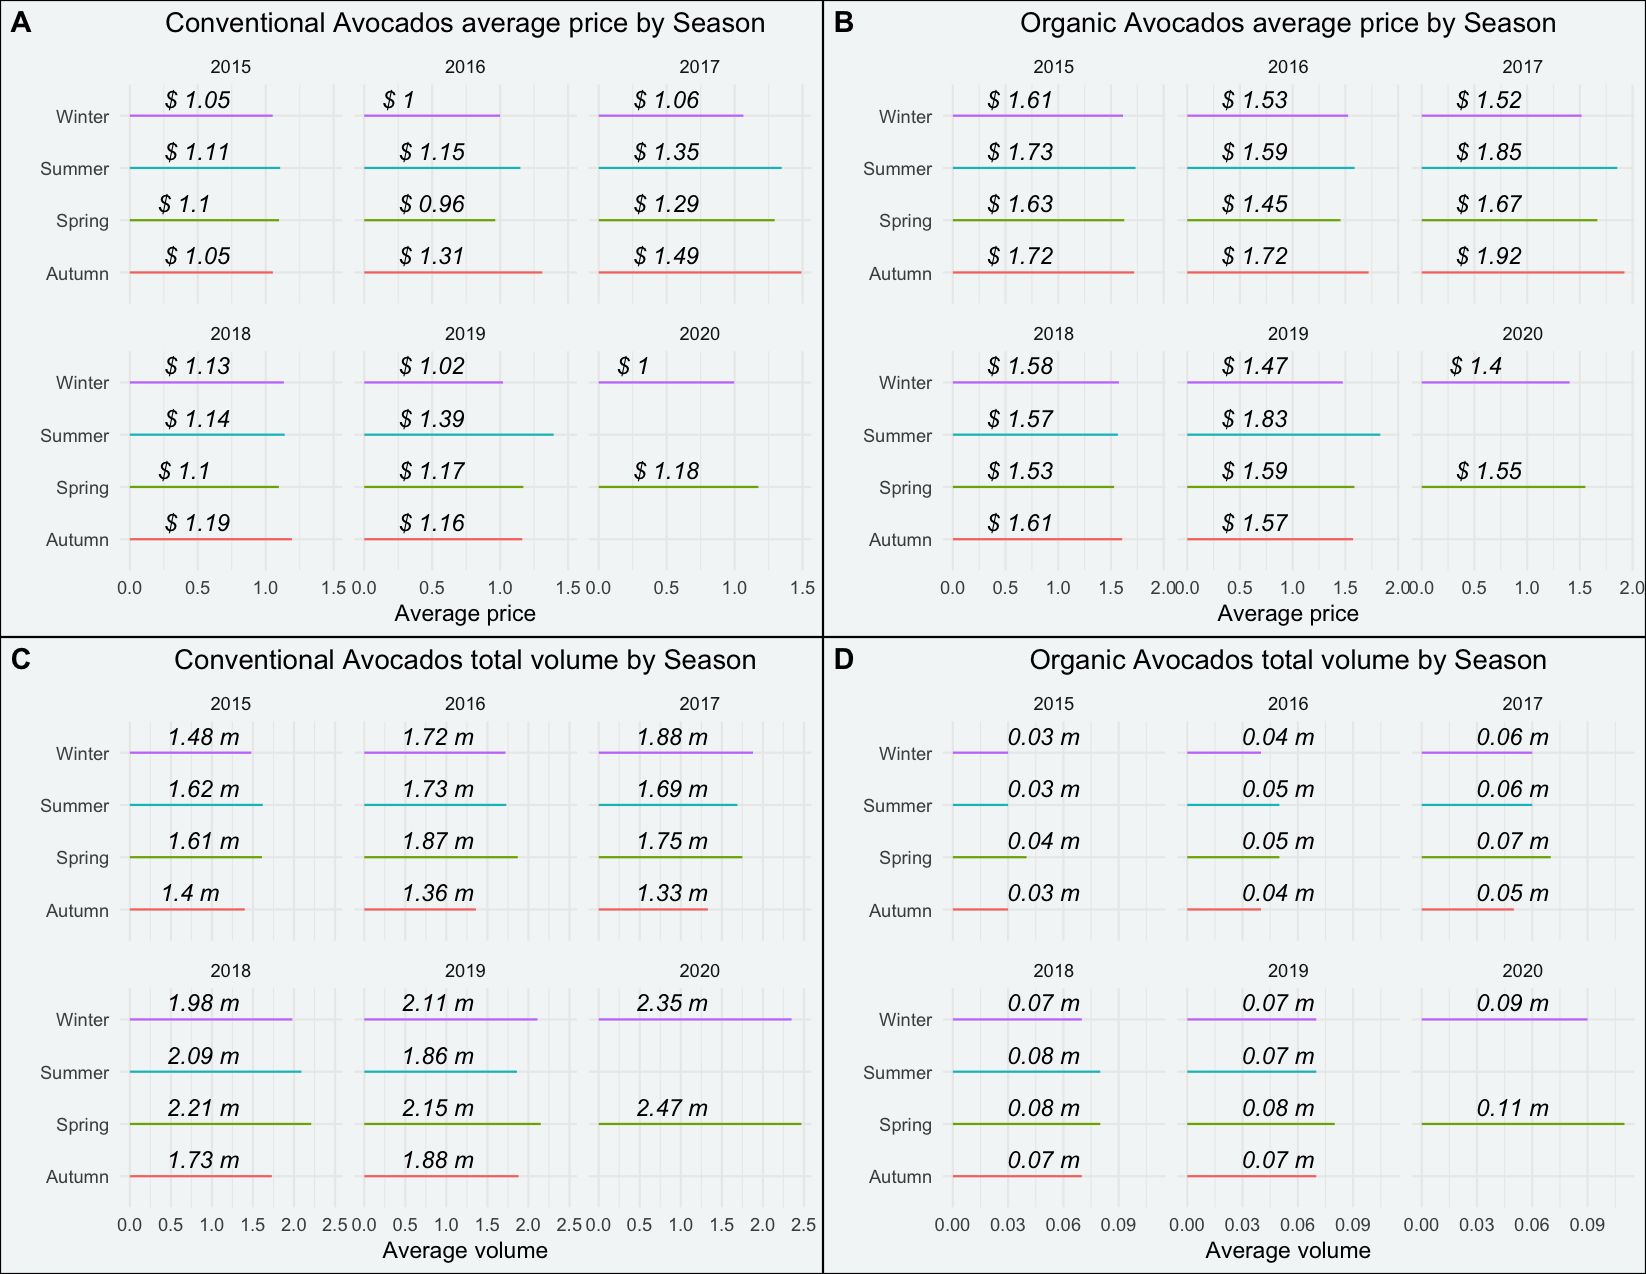 A
Conventional Avocados average price by Season
2015 2016 2017
$ 1.05 $ 1 $ 1.06
Winter
$ 1.11 $ 1.15 $ 1.35
Summer
$ 1.1 $ 0.96 $ 1.29
Spring
$ 1.05 $ 1.31 $ 1.49
Autumn
2018 2019 2020
$ 1.13 $ 1.02 $ 1
Winter
$ 1.14 $ 1.39
Summer
$ 1.1 $ 1.17 $ 1.18
Spring
$ 1.19 $ 1.16
Autumn
0.0 0.5 1.0 1.5 0.0 0.5 1.0 1.5 0.0 0.5 1.0 1.5
Average price
B
Organic Avocados average price by Season
2015 2016 2017
$ 1.61 $ 1.53 $ 1.52
Winter
$ 1.73 $ 1.59 $ 1.85
Summer
$ 1.63 $ 1.45 $ 1.67
Spring
$ 1.72 $ 1.72 $ 1.92
Autumn
2018 2019 2020
$ 1.58 $ 1.47 $ 1.4
Winter
$ 1.57 $ 1.83
Summer
$ 1.53 $ 1.59 $ 1.55
Spring
$ 1.61 $ 1.57
Autumn
0.0 0.5 1.0 1.5 2.0 0.0 0.5 1.0 1.5 2.0 0.0 0.5 1.0 1.5 2.0
Average price
C
Conventional Avocados total volume by Season
2015 2016 2017
1.48 m 1.72 m 1.88 m
Winter
1.62 m 1.73 m 1.69 m
Summer
1.61 m 1.87 m 1.75 m
Spring
1.4 m 1.36 m 1.33 m
Autumn
2018 2019 2020
1.98 m 2.11 m 2.35 m
Winter
2.09 m 1.86 m
Summer
2.21 m 2.15 m 2.47 m
Spring
1.73 m 1.88 m
Autumn
0.0 0.5 1.0 1.5 2.0 2.5 0.0 0.5 1.0 1.5 2.0 2.5 0.0 0.5 1.0 1.5 2.0 2.5
Average volume
D
Organic Avocados total volume by Season
2015 2016 2017
0.03 m 0.04 m 0.06 m
Winter
0.03 m 0.05 m 0.06 m
Summer
0.04 m 0.05 m 0.07 m
Spring
0.03 m 0.04 m 0.05 m
Autumn
2018 2019 2020
0.07 m 0.07 m 0.09 m
Winter
0.08 m 0.07 m
Summer
0.08 m 0.08 m 0.11 m
Spring
0.07 m 0.07 m
Autumn
0.00 0.03 0.06 0.09 0.00 0.03 0.06 0.09 0.00 0.03 0.06 0.09
Average volume